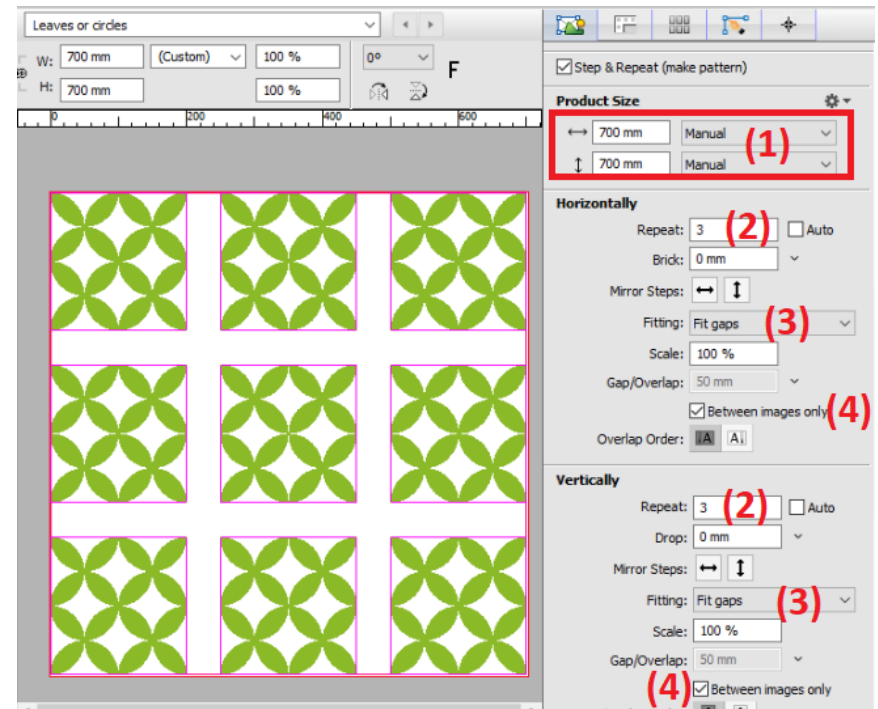 Leaves or circles
W: 700 mm (Custom) 100 % 0°
H: 700 mm 100 %
F
0 200 400 600
Step & Repeat (make pattern)
Product Size
700 mm Manual
(1)
700 mm Manual
Horizontally
Repeat: 3 (2) Auto
Brick: 0 mm
Mirror Steps:
Fitting: Fit gaps (3)
Scale: 100 %
Gap/Overlap: 50 mm
Between images only (4)
Overlap Order: A A
Vertically
Repeat: 3 (2) Auto
Drop: 0 mm
Mirror Steps:
Fitting: Fit gaps (3)
Scale: 100 %
Gap/Overlap: 50 mm
(4) Between images only